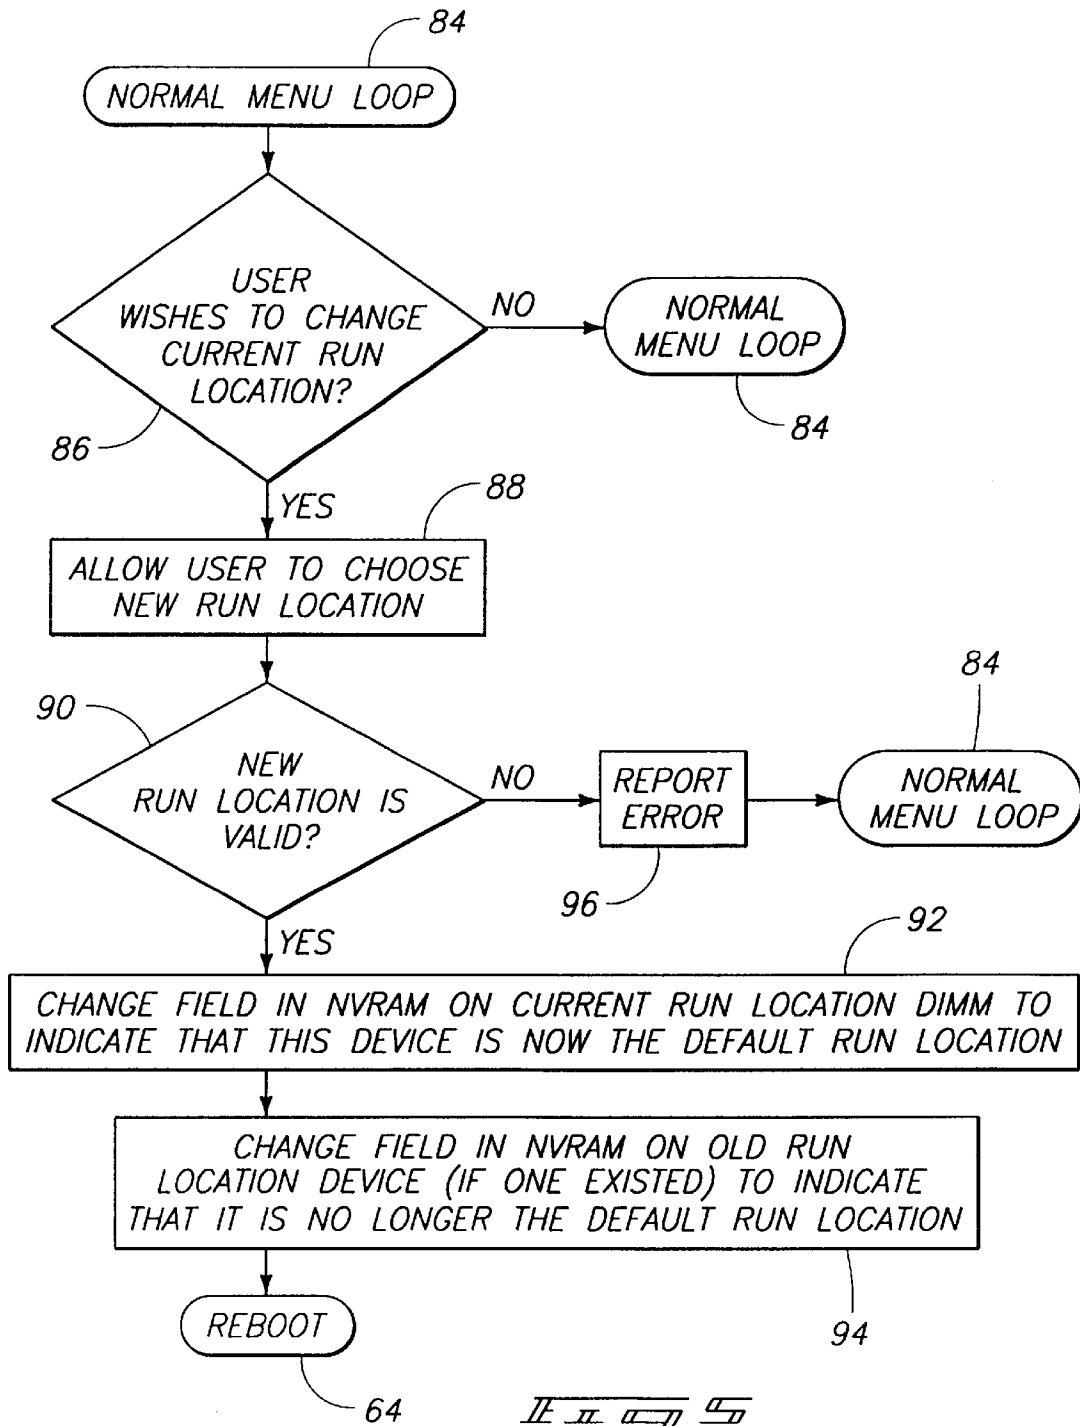 84
NORMAL MENU LOOP
USER
WISHES TO CHANGE
CURRENT RUN
LOCATION?
86
NO
NORMAL
MENU LOOP
84
YES
88
ALLOW USER TO CHOOSE
NEW RUN LOCATION
90
NEW
RUN LOCATION IS
VALID?
NO
REPORT
ERROR
96
84
NORMAL
MENU LOOP
YES
92
CHANGE FIELD IN NVRAM ON CURRENT RUN LOCATION DIMM TO
INDICATE THAT THIS DEVICE IS NOW THE DEFAULT RUN LOCATION
CHANGE FIELD IN NVRAM ON OLD RUN
LOCATION DEVICE (IF ONE EXISTED) TO INDICATE
THAT IT IS NO LONGER THE DEFAULT RUN LOCATION
94
REBOOT
64
FIG 5